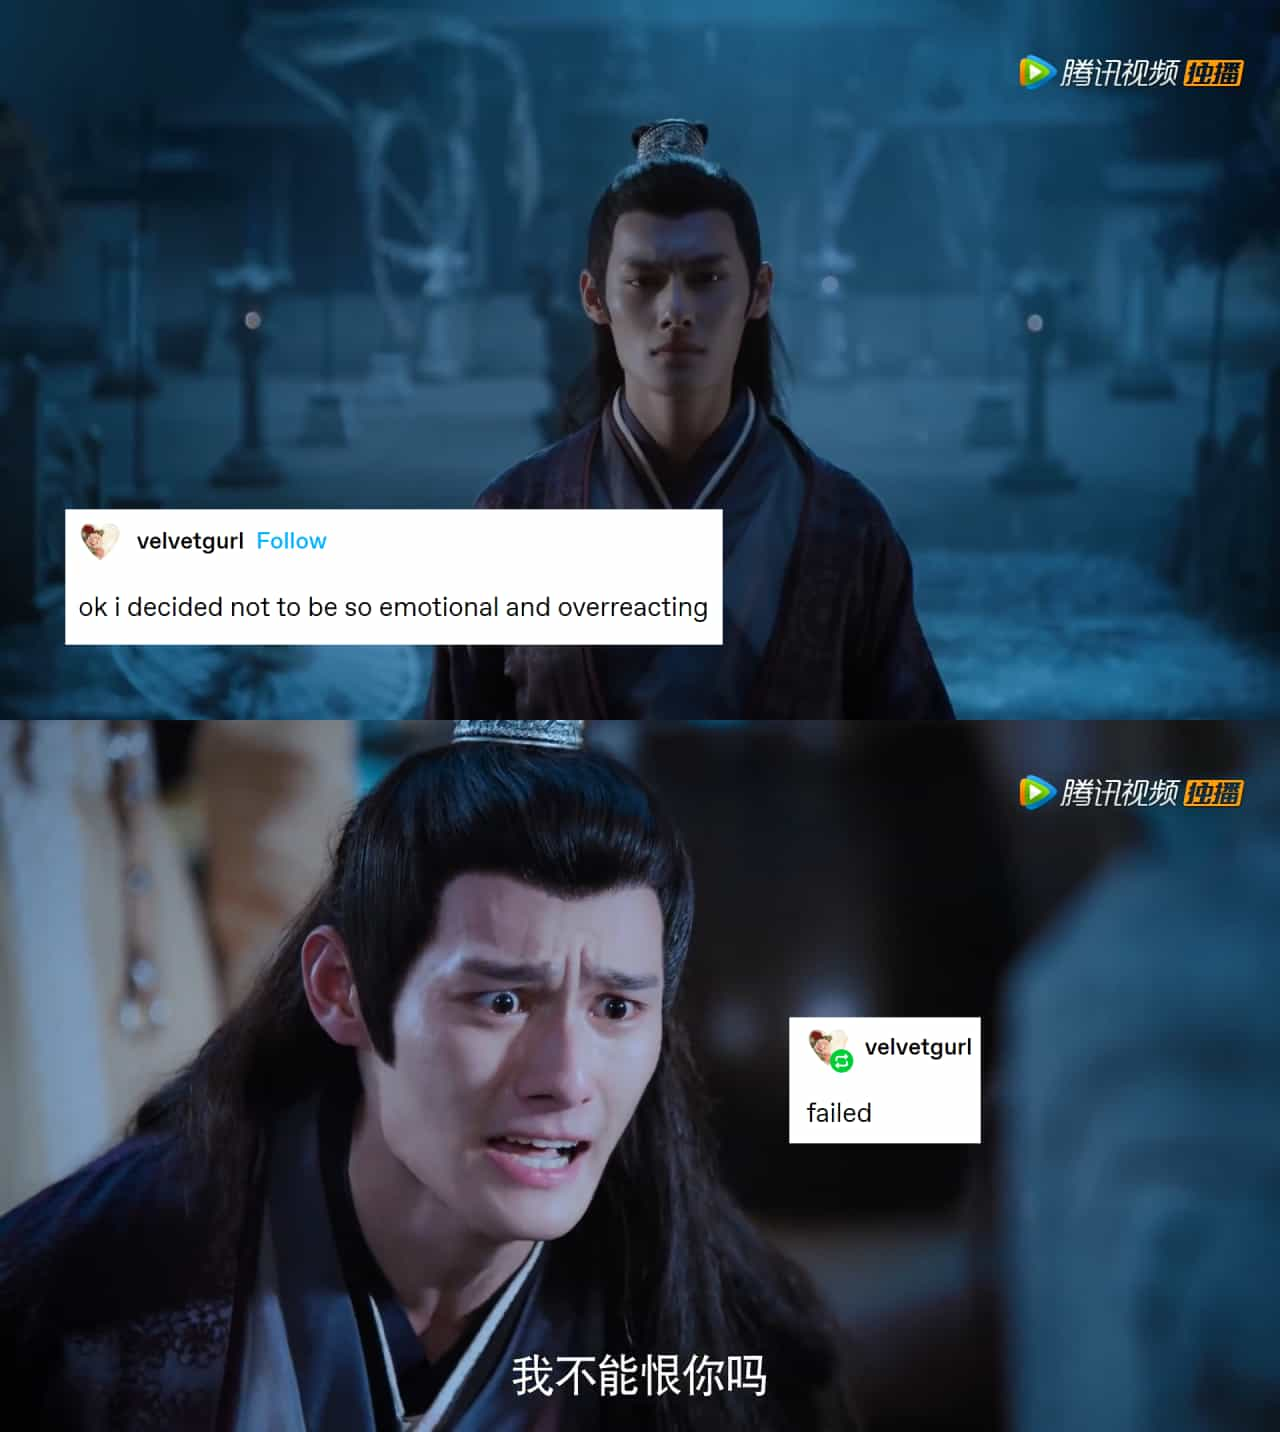 腾讯视频 独播
velvetgurl Follow
ok i decided not to be so emotional and overreacting
腾讯视频 独播
velvetgurl
failed
我不能恨你吗